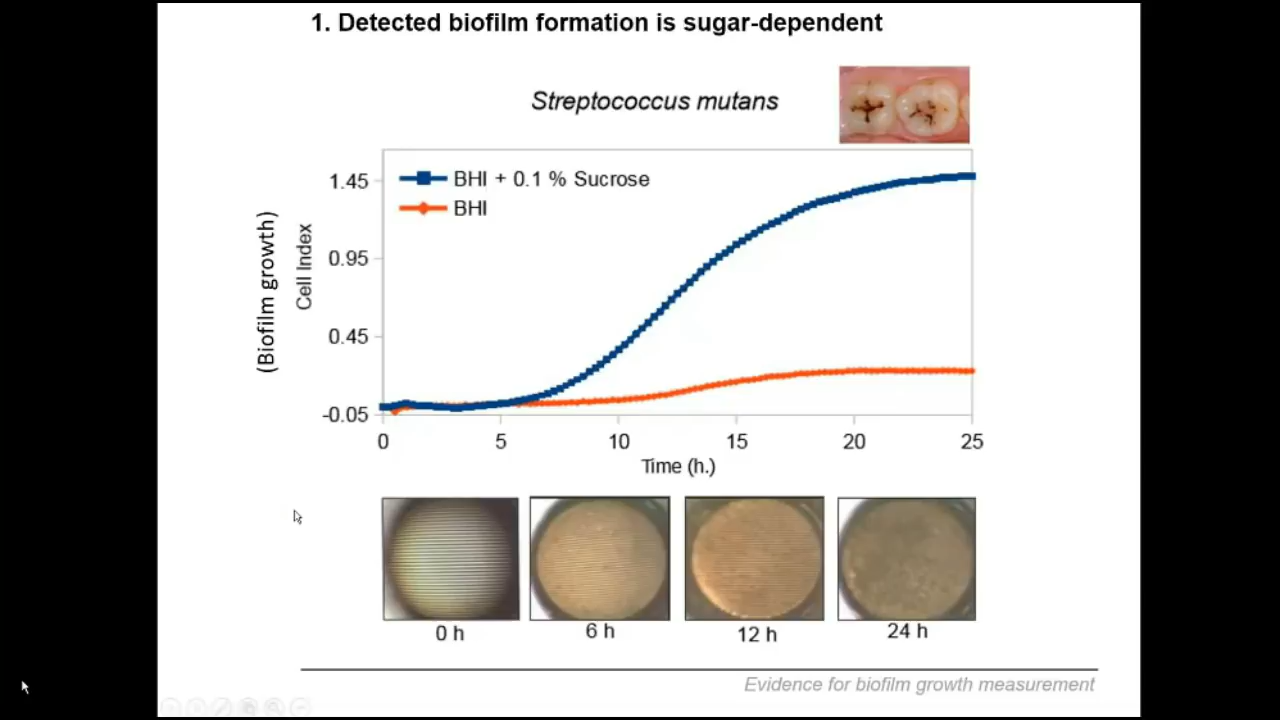 1. Detected biofilm formation is sugar-dependent
Streptococcus mutans
BHI + 0.1 % Sucrose
BHI
(Biofilm growth)
Cell Index
1.45
0.95
0.45
-0.05
0 5 10 15 20 25
Time (h.)
0 h 6 h 12 h 24 h
Evidence for biofilm growth measurement